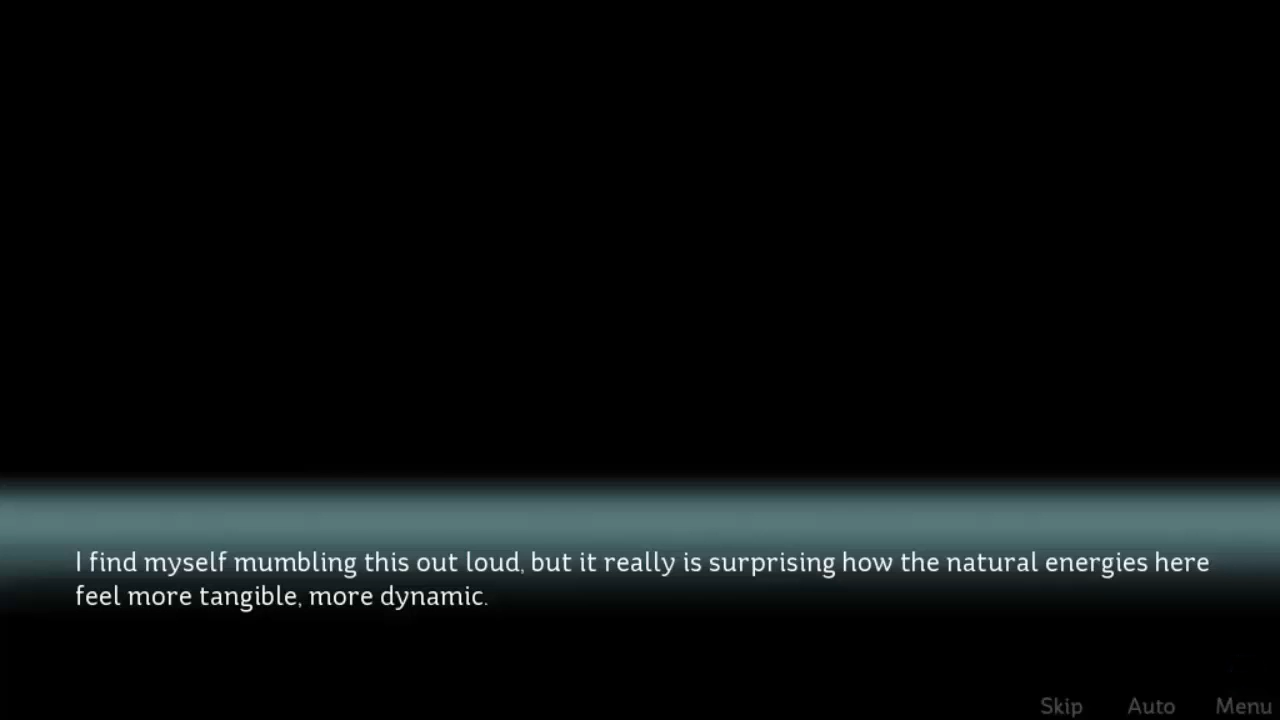 I find myself mumbling this out loud, but it really is surprising how the natural energies here
feel more tangible, more dynamic.
Skip Auto Menu